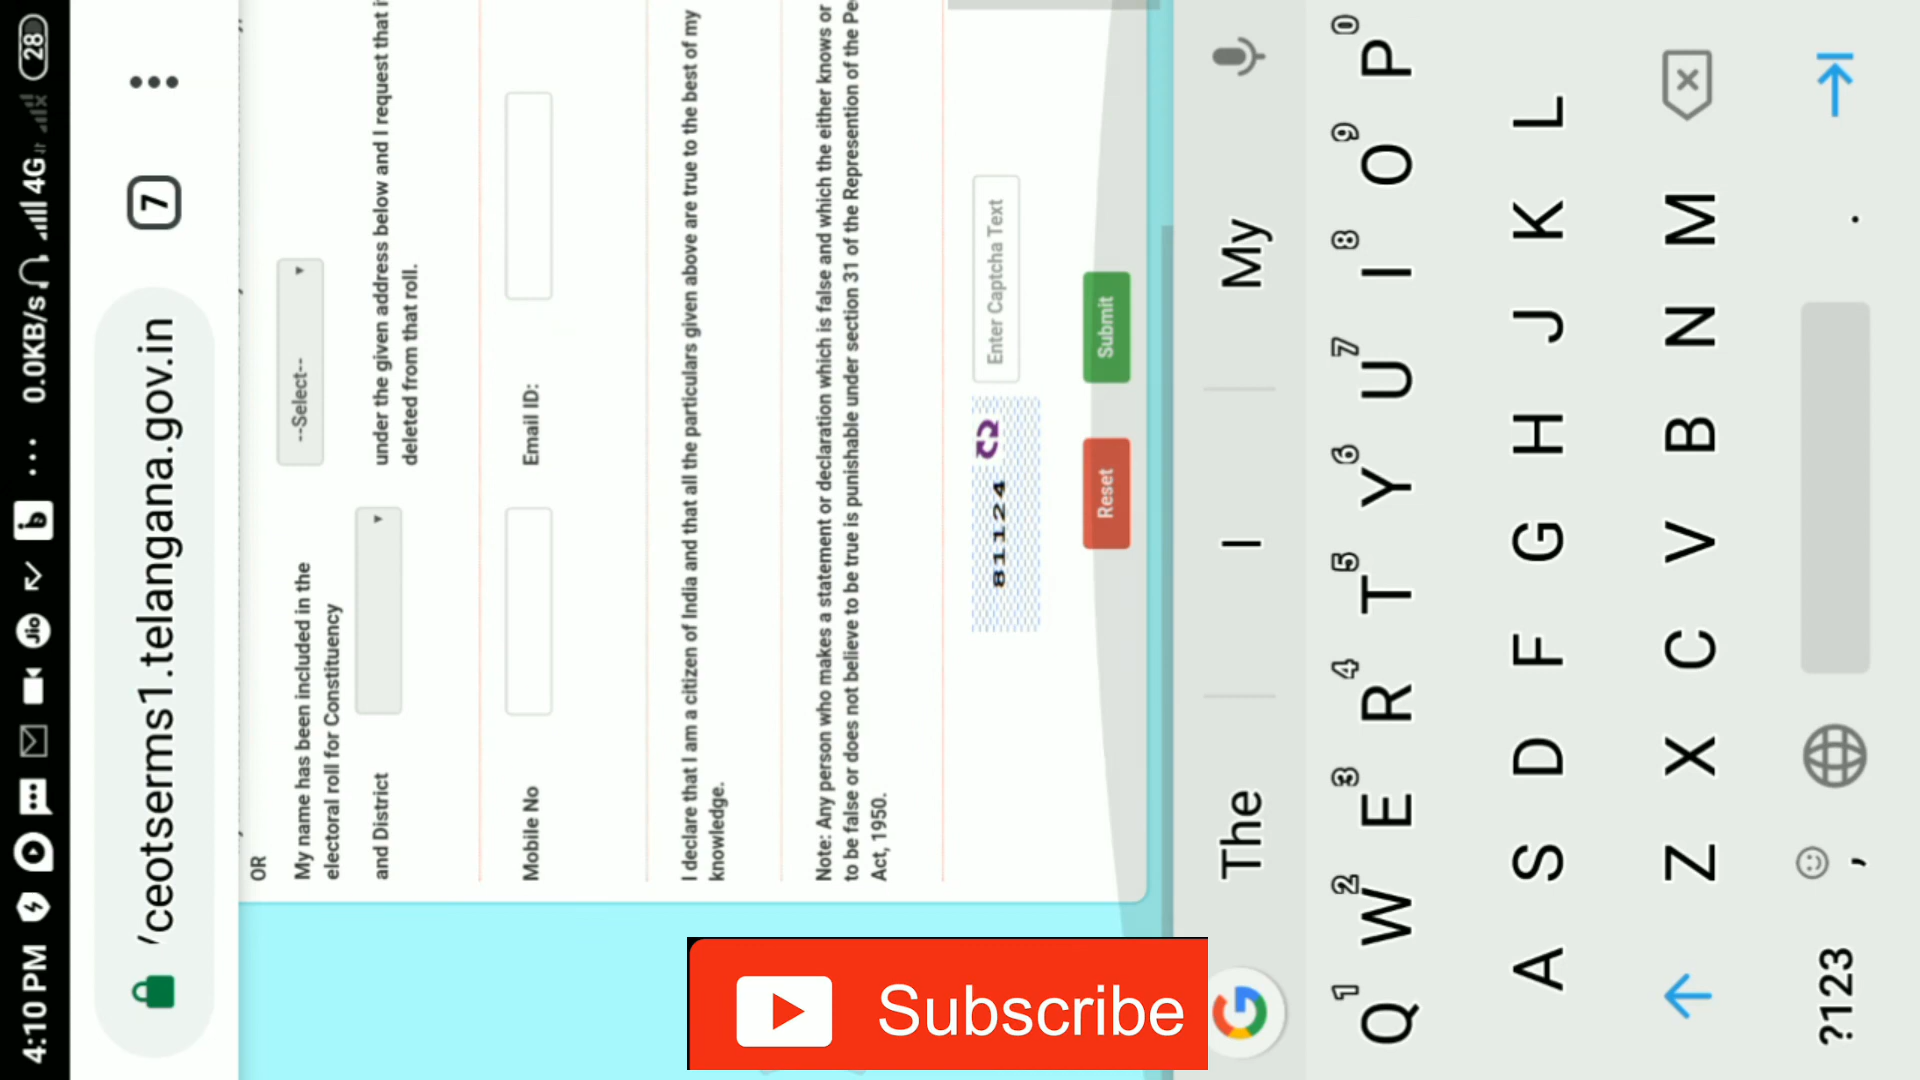 4:10 PM
Jio
...
0.0KB/s
4G
28
/ceotserms1.telangana.gov.in
7
OR
My name has been included in the
electoral roll for Constituency
--Select--
and District
under the given address below and I request that
deleted from that roll.
Mobile No
Email ID:
I declare that I am a citizen of India and that all the particulars given above are true to the best of my
knowledge.
Note: Any person who makes a statement or declaration which is false and which the either knows or
to be false or does not believe to be true is punishable under section 31 of the Represention of the
Act, 1950.
81124
Enter Captcha Text
Reset
Submit
The
I
My
1 2 3 4 5 6 7 8 9 0
Q W E R T Y U I O P
A S D F G H J K L
Z X C V B N M
?123
,
.
Subscribe